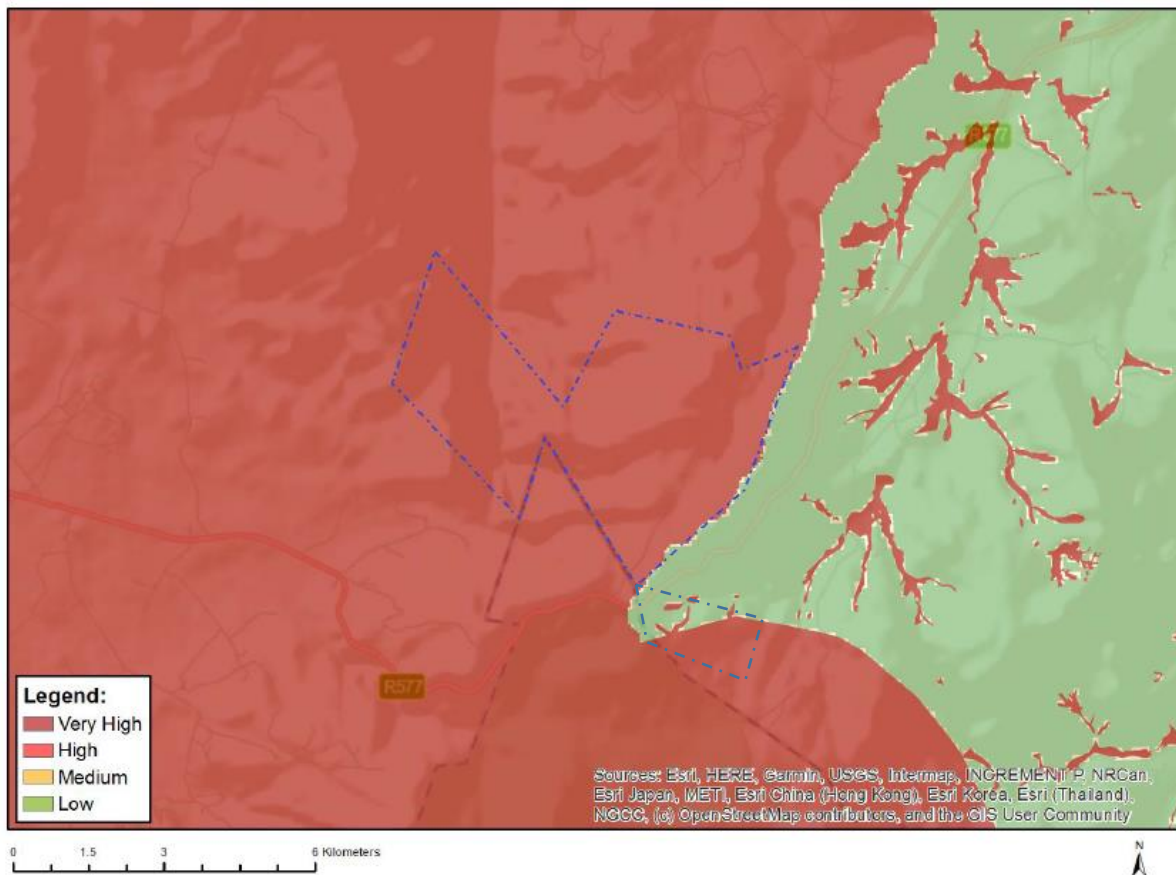 R577
R577
Legend:
Very High
High
Medium
Low
Sources: Esri, HERE, Garmin, USGS, Intermap, INCREMENT P, NRCan,
Esri Japan, METI, Esri China (Hong Kong), Esri Korea, Esri (Thailand),
NGCC, (c) OpenStreetMap contributors, and the GIS User Community
0 1.5 3 6 Kilometers
N